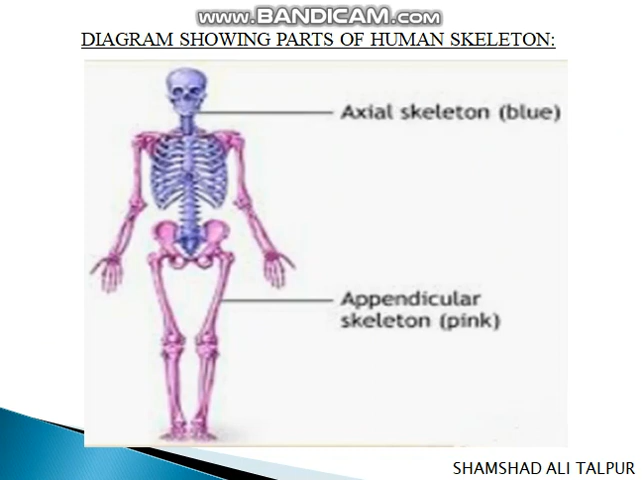 www.BANDICAM.com
DIAGRAM SHOWING PARTS OF HUMAN SKELETON:
Axial skeleton (blue)
Appendicular
skeleton (pink)
SHAMSHAD ALI TALPUR